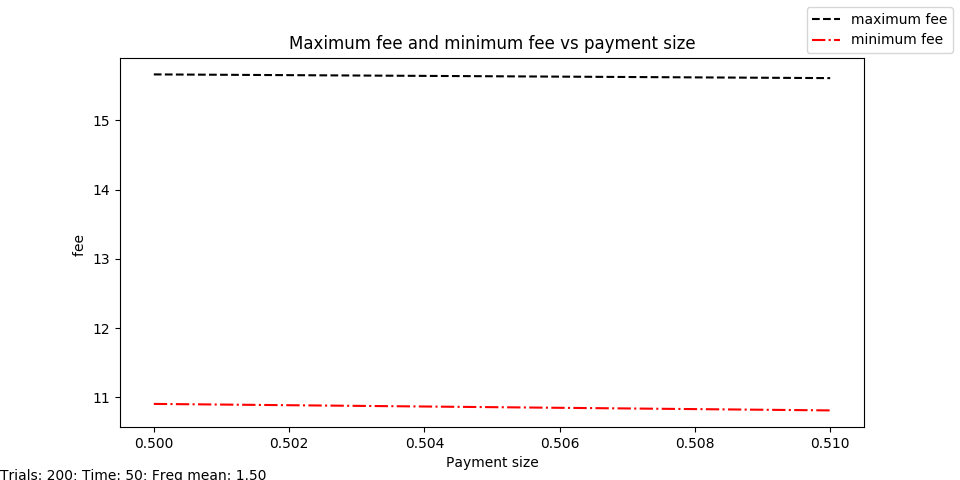 maximum fee
minimum fee
Maximum fee and minimum fee vs payment size
15
14
13
12
11
fee
0.500 0.502 0.504 0.506 0.508 0.510
Payment size
Trials: 200; Time: 50; Freq mean: 1.50